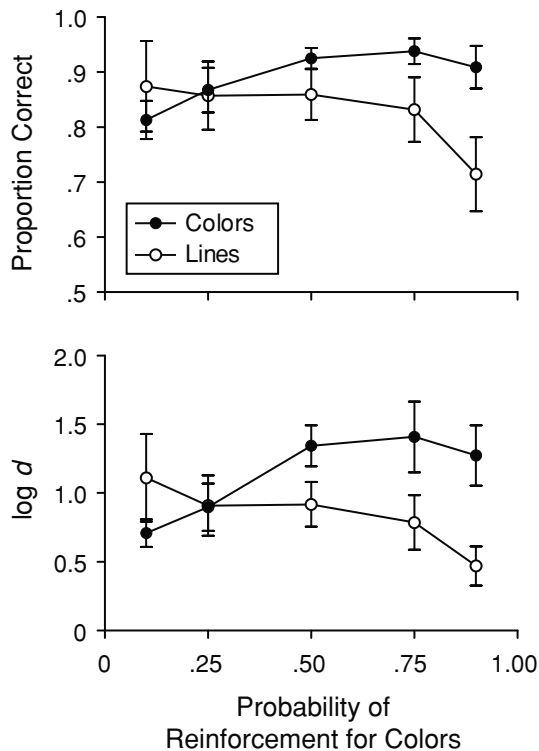 1.0
.9
.8
.7
.6
.5
Proportion Correct
Colors
Lines
2.0
1.5
1.0
0.5
0
log d
0 .25 .50 .75 1.00
Probability of
Reinforcement for Colors